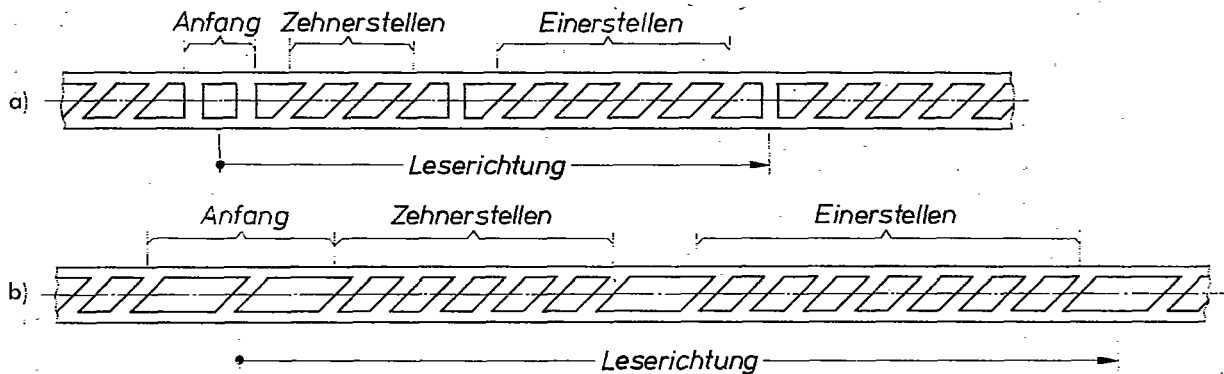 Anfang Zehnerstellen Einerstellen
a)
Leserichtung
Anfang Zehnerstellen Einerstellen
b)
Leserichtung